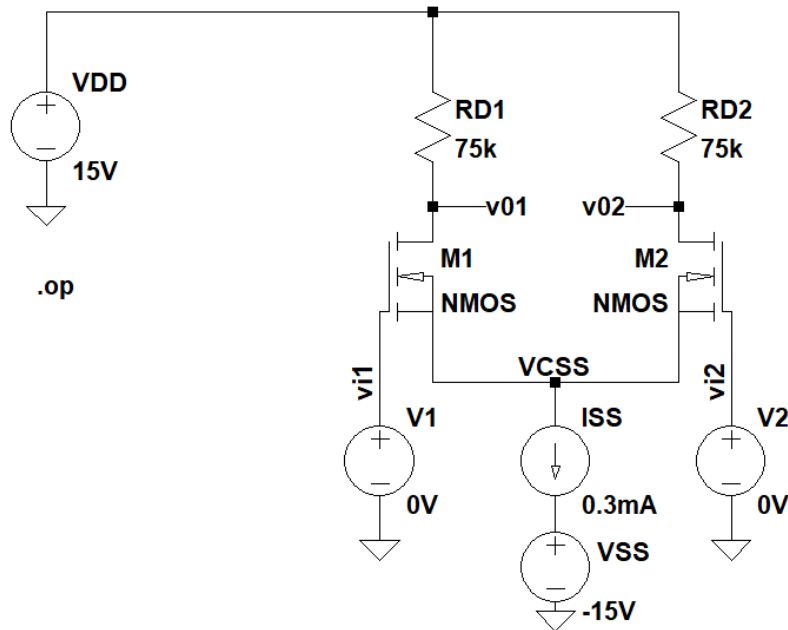 VDD
15V
.op
RD1
75k
RD2
75k
v01
v02
M1
NMOS
M2
NMOS
VCSS
vi1
vi2
V1
0V
ISS
0.3mA
V2
0V
VSS
-15V